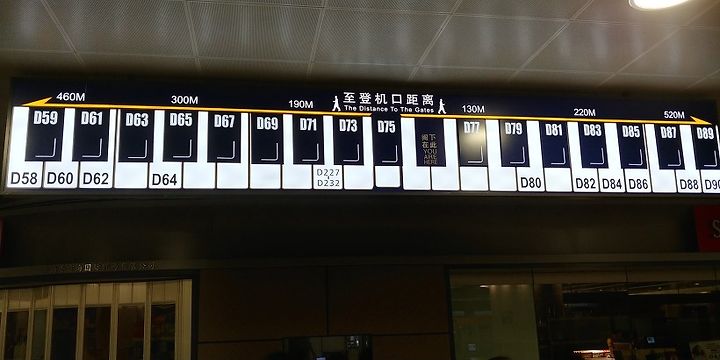 至登机口距离
The Distance To The Gates
460M 300M 190M 130M 220M 520M
D59 D61 D63 D65 D67 D69 D71 D73 D75 D77 D79 D81 D83 D85 D87 D89
阁下
在此
YOU
ARE
HERE
D58 D60 D62 D64 D227 D80 D82 D84 D86 D88 D90
D232